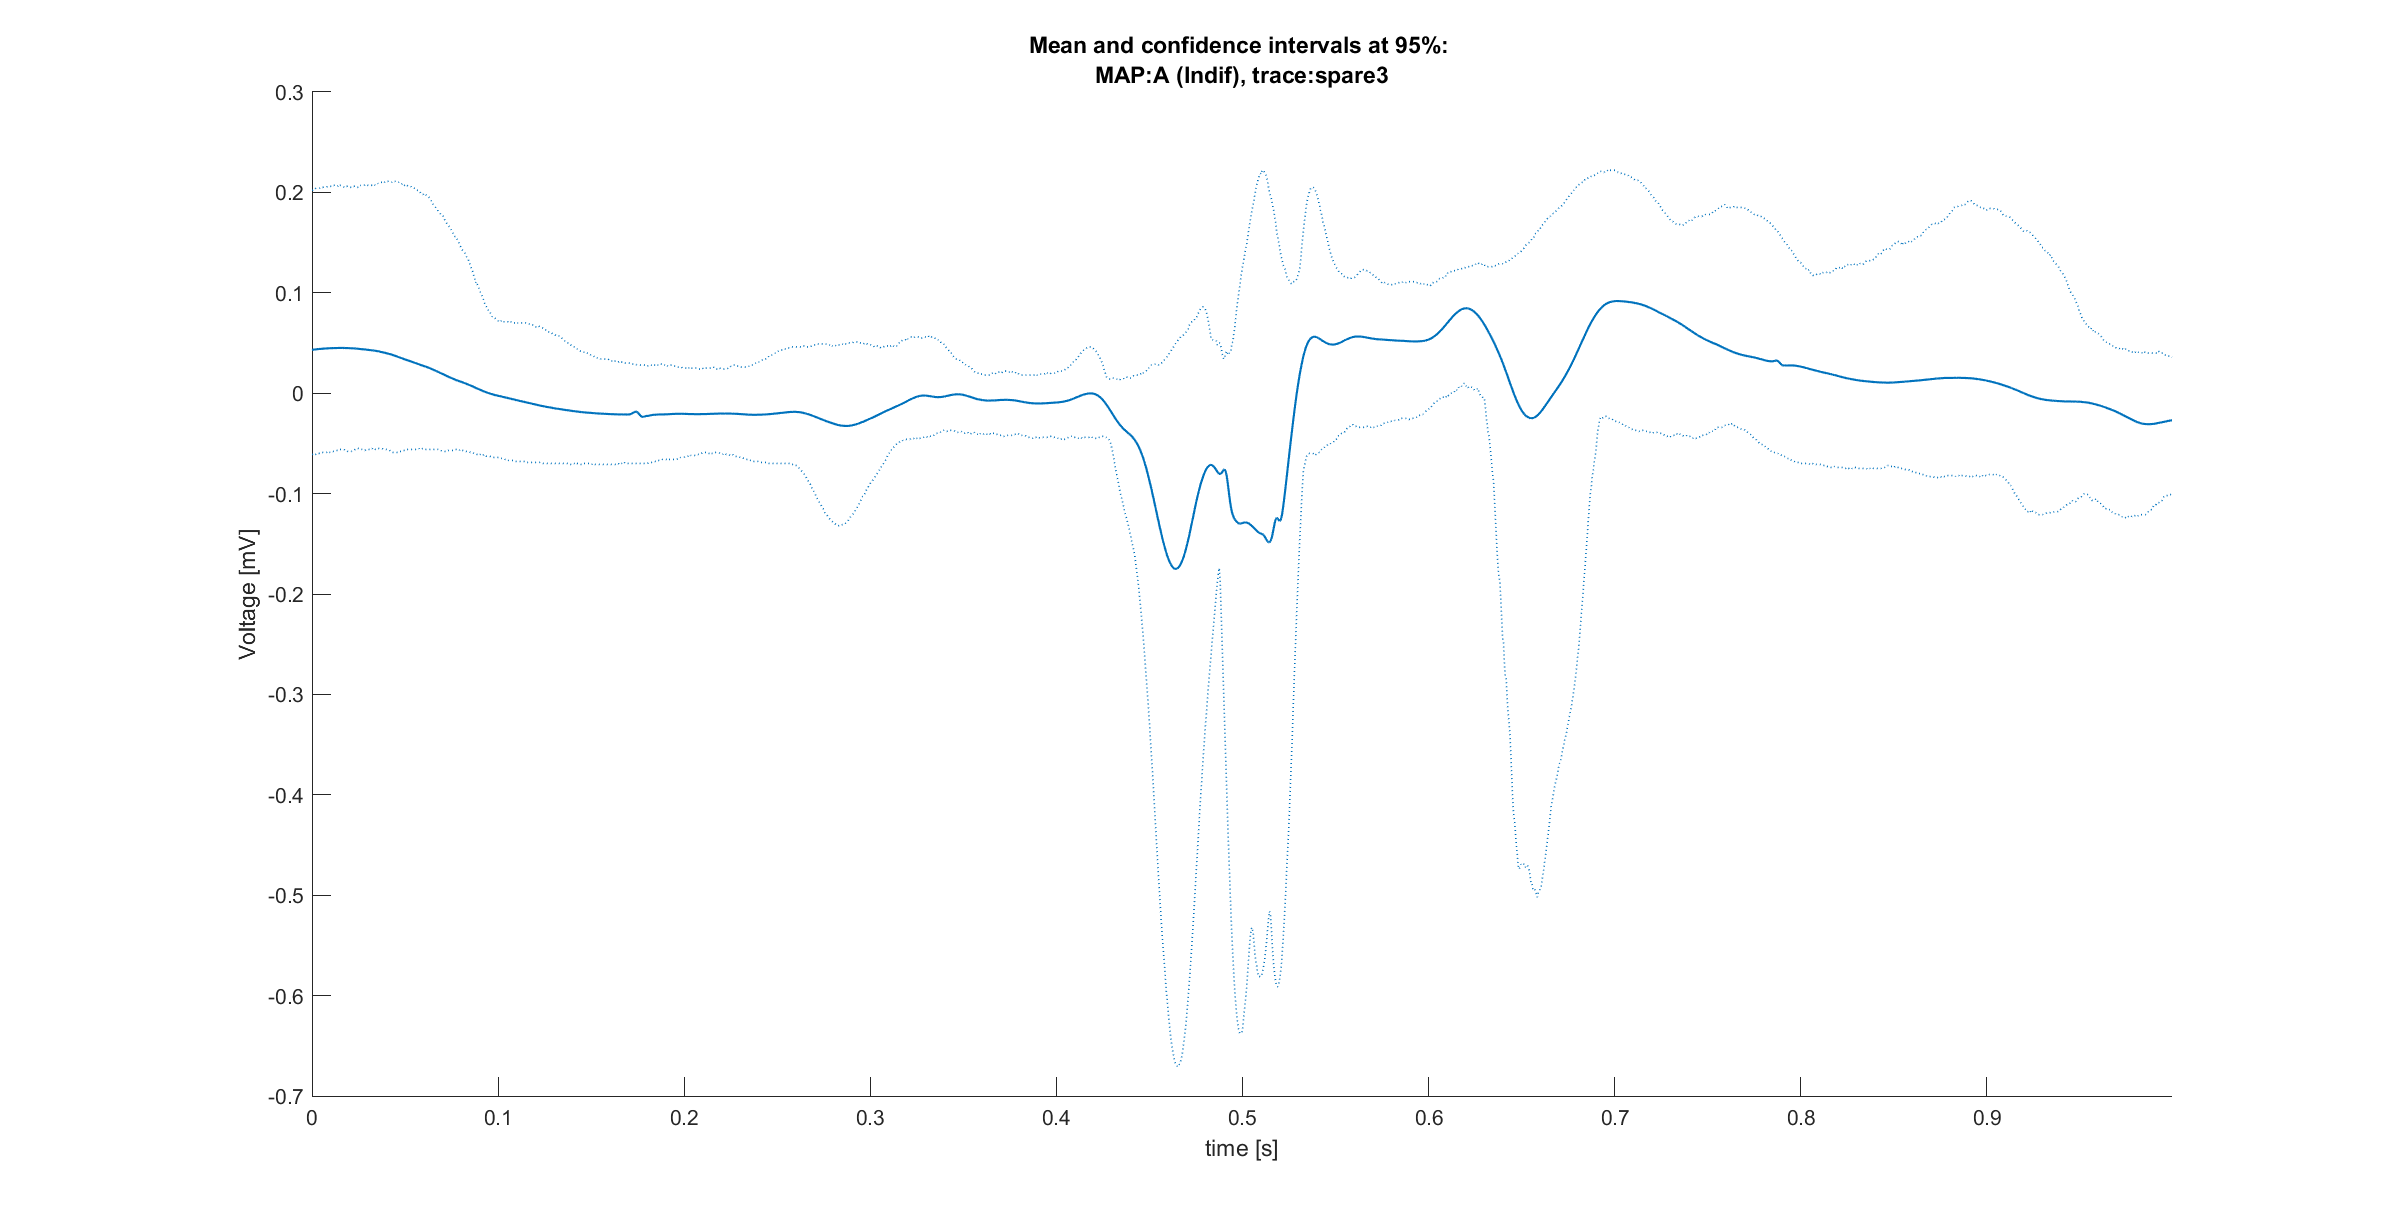 Mean and confidence intervals at 95%:
MAP:A (Indif), trace:spare3
0.3
0.2
0.1
0
-0.1
-0.2
-0.3
-0.4
-0.5
-0.6
-0.7
Voltage [mV]
0 0.1 0.2 0.3 0.4 0.5 0.6 0.7 0.8 0.9
time [s]